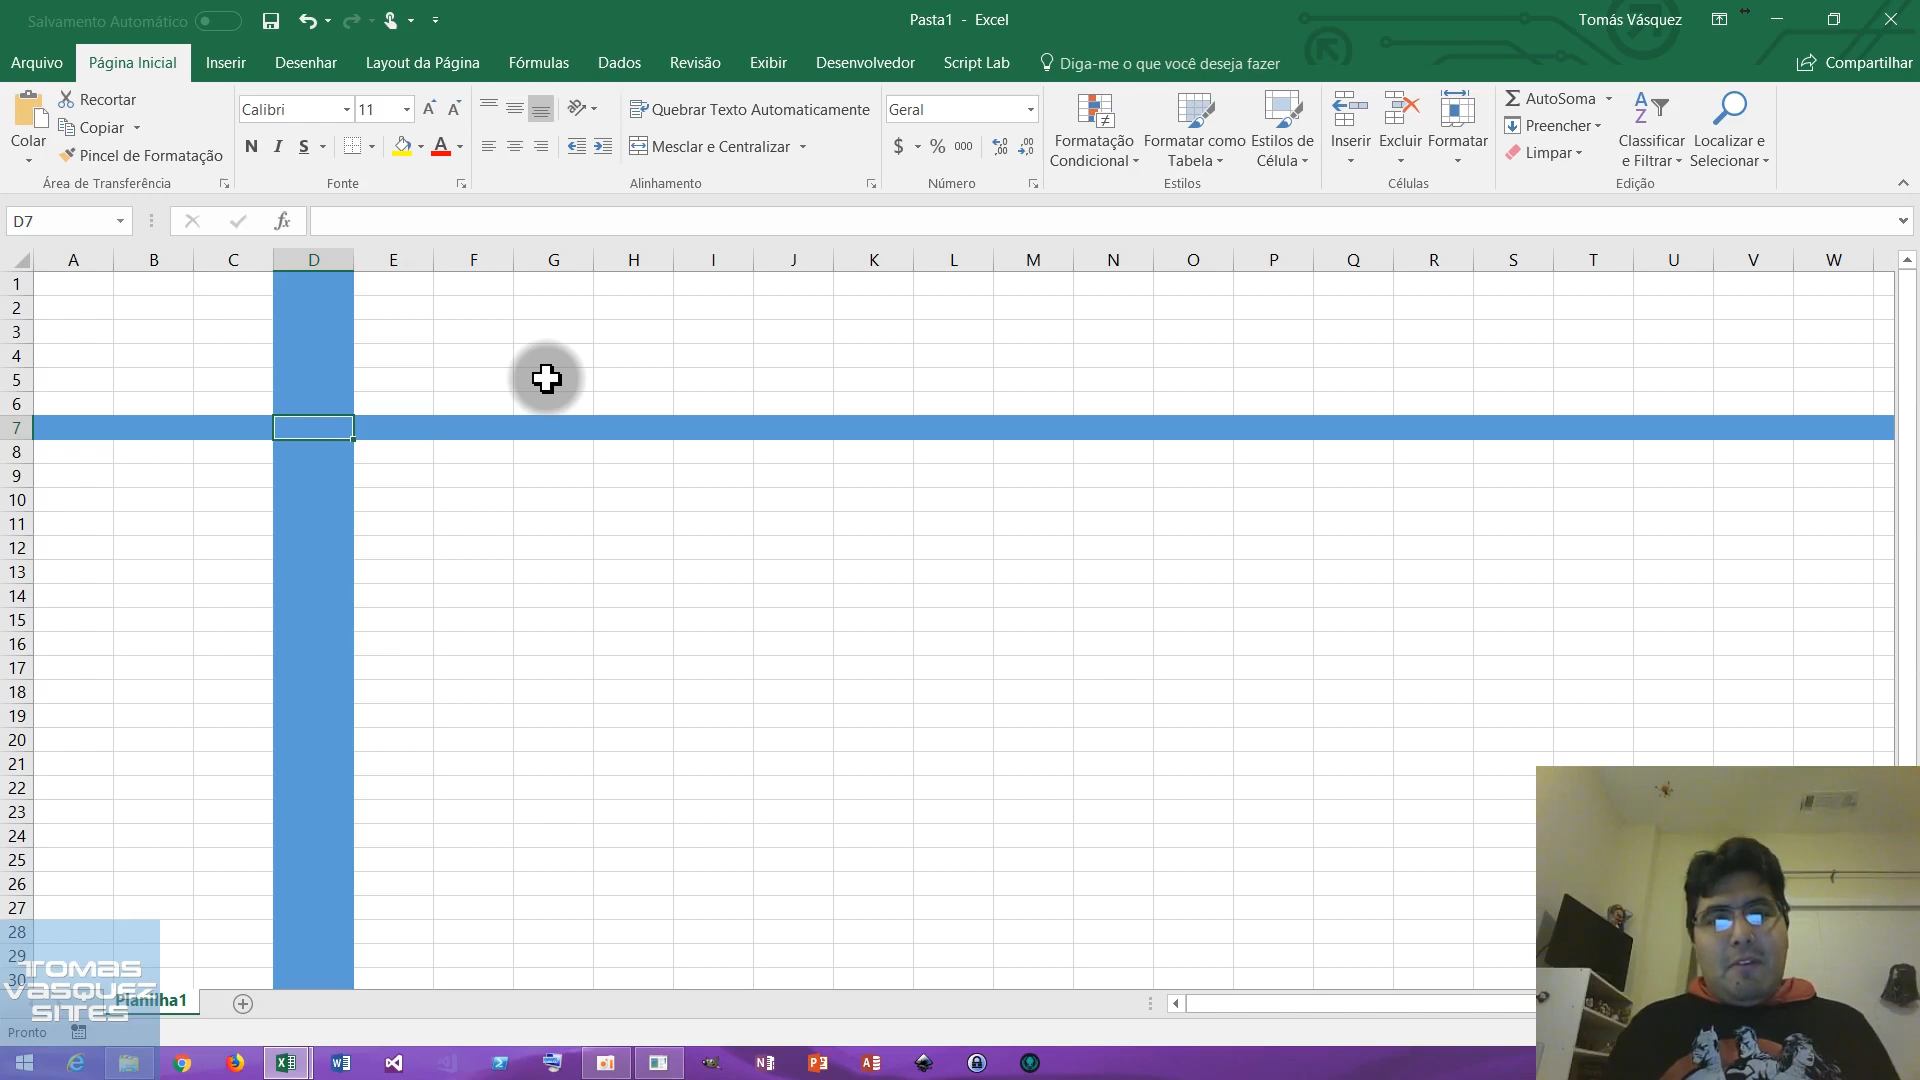 Salvamento Automático
Pasta1 - Excel
Tomás Vásquez
Arquivo Página Inicial Inserir Desenhar Layout da Página Fórmulas Dados Revisão Exibir Desenvolvedor Script Lab Diga-me o que você deseja fazer Compartilhar
Colar
Recortar
Copiar
Pincel de Formatação
Área de Transferência
Calibri 11
N I S
A
Fonte
Quebrar Texto Automaticamente
Mesclar e Centralizar
Alinhamento
Geral
$ % 000
Número
Formatação Condicional
Formatar como Tabela
Estilos de Célula
Estilos
Inserir Excluir Formatar
Células
AutoSoma
Preencher
Limpar
Classificar e Filtrar
Localizar e Selecionar
Edição
D7
fx
A B C D E F G H I J K L M N O P Q R S T U V W
1
2
3
4
5
6
7
8
9
10
11
12
13
14
15
16
17
18
19
20
21
22
23
24
25
26
27
28
29
30
TOMAS
VASQUEZ
SITES
Planilha1
Pronto